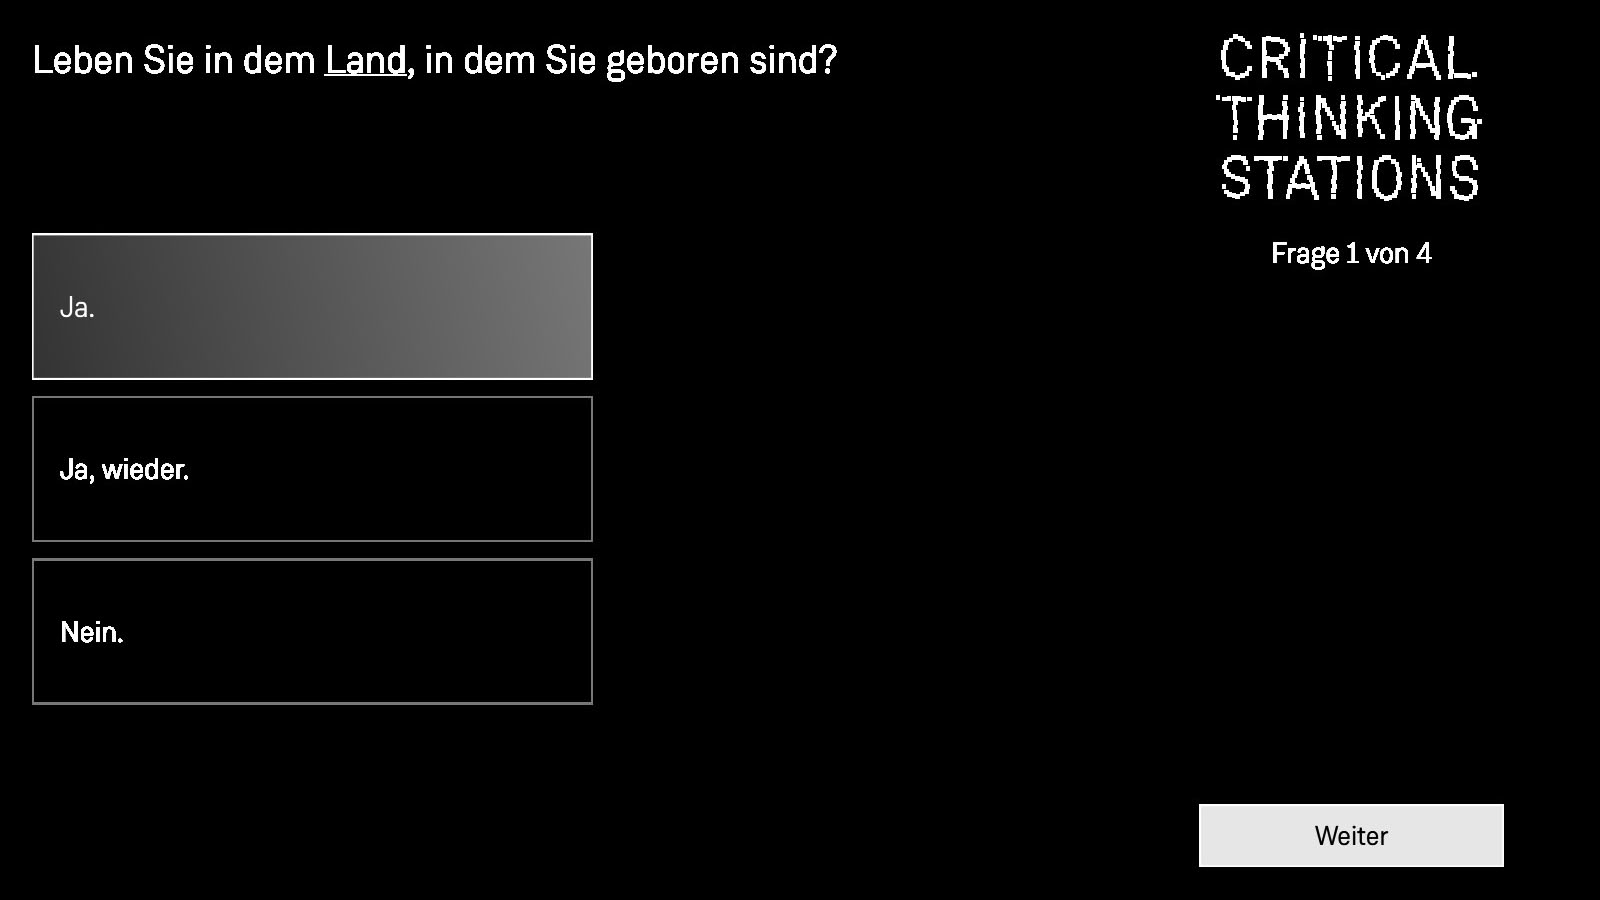 Leben Sie in dem Land, in dem Sie geboren sind?
CRITICAL
THINKING
STATIONS
Frage 1 von 4
Ja.
Ja, wieder.
Nein.
Weiter